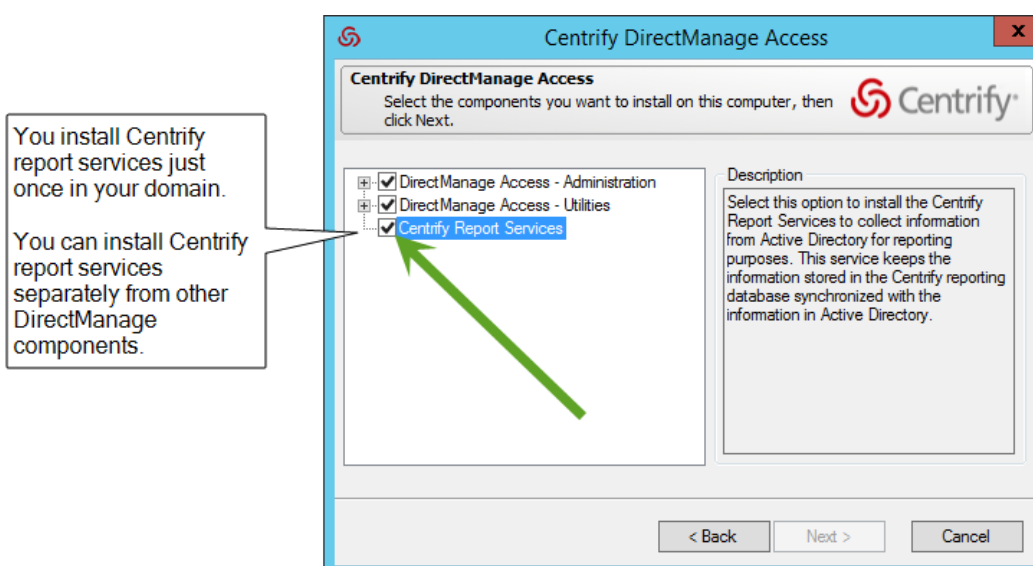 Centrify DirectManage Access
x
Centrify DirectManage Access
Select the components you want to install on this computer, then
click Next.
Centrify
You install Centrify
report services just
once in your domain.
You can install Centrify
report services
separately from other
DirectManage
components.
DirectManage Access - Administration
DirectManage Access - Utilities
Centrify Report Services
Description
Select this option to install the Centrify
Report Services to collect information
from Active Directory for reporting
purposes. This service keeps the
information stored in the Centrify reporting
database synchronized with the
information in Active Directory.
< Back
Next >
Cancel